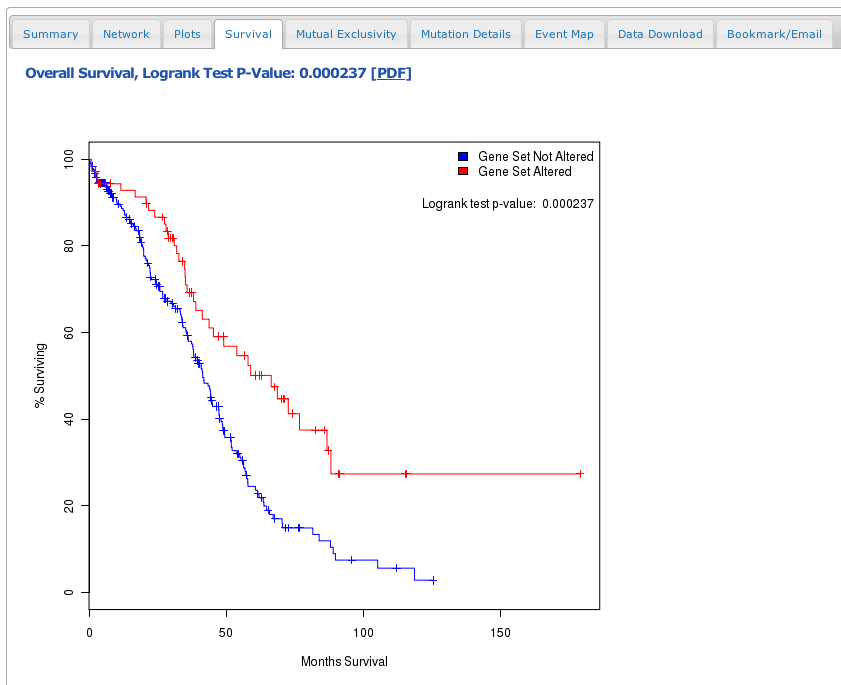 Summary Network Plots Survival Mutual Exclusivity Mutation Details Event Map Data Download Bookmark/Email
Overall Survival, Logrank Test P-Value: 0.000237 [PDF]
Gene Set Not Altered
Gene Set Altered
Logrank test p-value: 0.000237
% Surviving
100
80
60
40
20
0
0 50 100 150
Months Survival